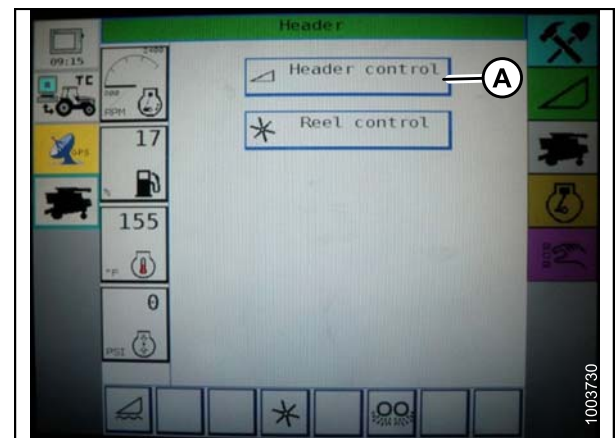 Header
09:15
TC
GPS
RPM
17
155
°F
0
PSI
Header control
A
Reel control
1003730